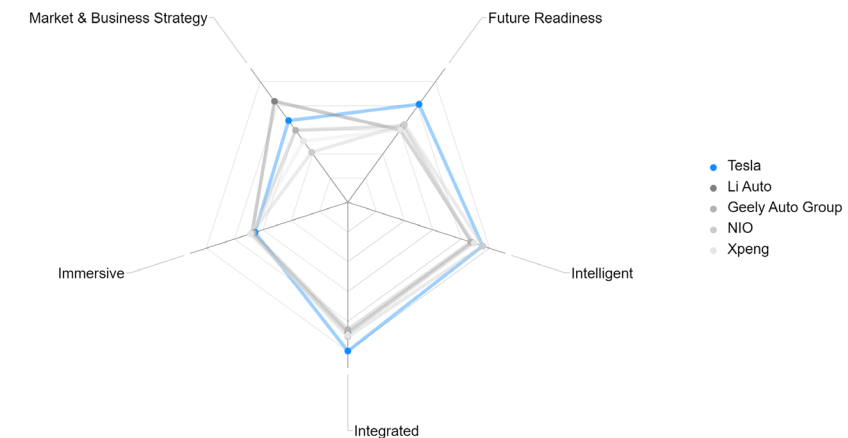 Market & Business Strategy
Future Readiness
Tesla
Li Auto
Geely Auto Group
NIO
Xpeng
Immersive
Intelligent
Integrated